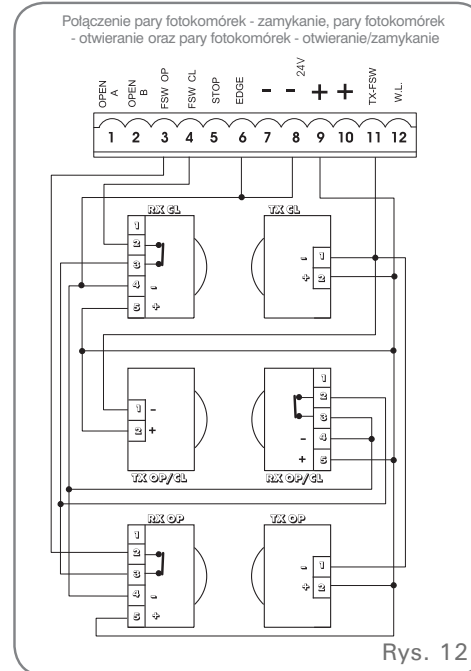 Połączenie pary fotokomórek - zamykanie, pary fotokomórek
- otwieranie oraz pary fotokomórek - otwieranie/zamykanie
OPEN A
OPEN B
FSW OP
FSW CL
STOP
EDGE
-
- 24V
+
+
TX-FSW
W.L.
1 2 3 4 5 6 7 8 9 10 11 12
RX CL
1
2
3
4 -
5 +
TX CL
- 1
+ 2
1 -
2 +
TX OP/CL
1
2
3
- 4
+ 5
RX OP/CL
RX OP
1
2
3
4 -
5 +
TX OP
- 1
+ 2
Rys. 12